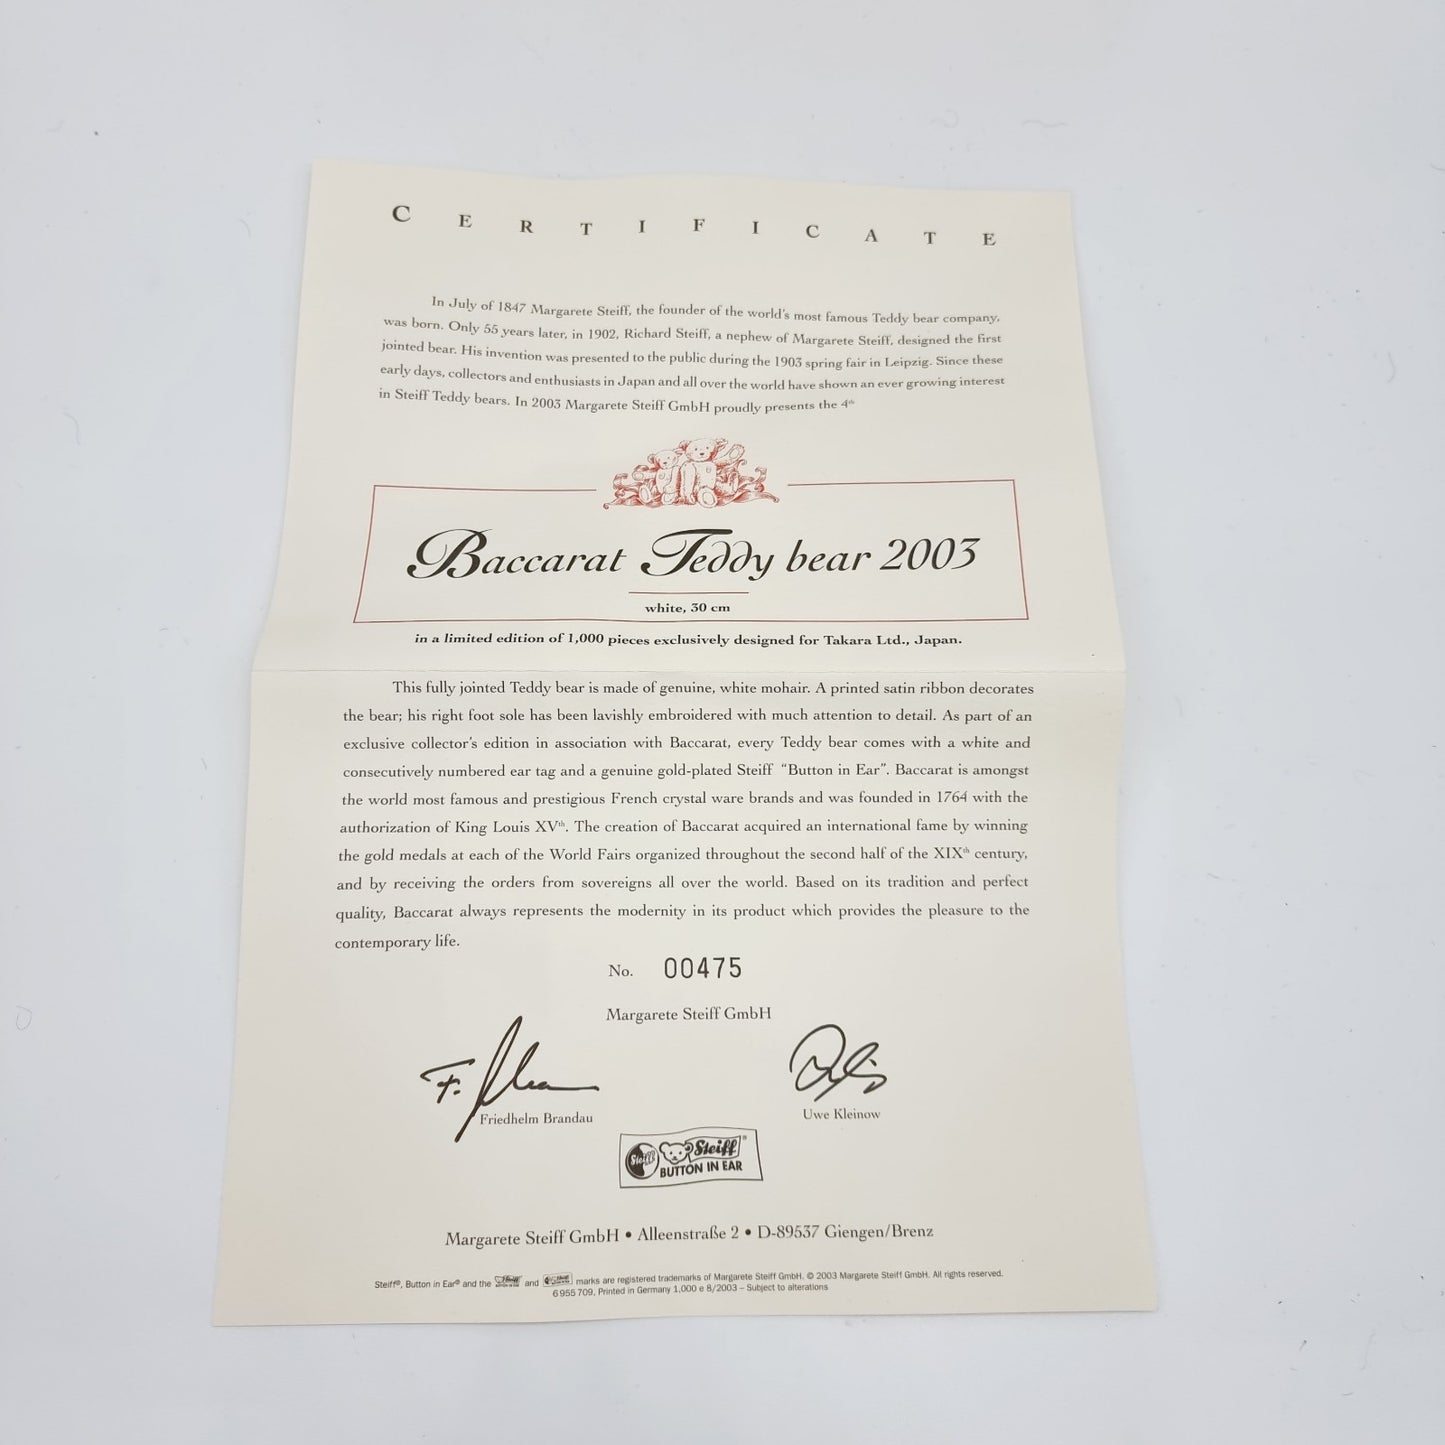 CERTIFICATE
In July of 1847 Margarete Steiff, the founder of the world's most famous Teddy bear company,
was born. Only 55 years later, in 1902, Richard Steiff, a nephew of Margarete Steiff, designed the first
jointed bear. His invention was presented to the public during the 1903 spring fair in Leipzig. Since these
early days, collectors and enthusiasts in Japan and all over the world have shown an ever growing interest
in Steiff Teddy bears. In 2003 Margarete Steiff GmbH proudly presents the 4th
Baccarat Teddy bear 2003
white, 30 cm
in a limited edition of 1,000 pieces exclusively designed for Takara Ltd., Japan.
This fully jointed Teddy bear is made of genuine, white mohair. A printed satin ribbon decorates
the bear; his right foot sole has been lavishly embroidered with much attention to detail. As part of an
exclusive collector's edition in association with Baccarat, every Teddy bear comes with a white and
consecutively numbered ear tag and a genuine gold-plated Steiff "Button in Ear". Baccarat is amongst
the world most famous and prestigious French crystal ware brands and was founded in 1764 with the
authorization of King Louis XVth. The creation of Baccarat acquired an international fame by winning
the gold medals at each of the World Fairs organized throughout the second half of the XIXth century,
and by receiving the orders from sovereigns all over the world. Based on its tradition and perfect
quality, Baccarat always represents the modernity in its product which provides the pleasure to the
contemporary life.
No. 00475
Margarete Steiff GmbH
Friedhelm Brandau
Uwe Kleinow
Steiff Steiff®
BUTTON IN EAR
Margarete Steiff GmbH • Alleenstraße 2 • D-89537 Giengen/Brenz
Steiff®, Button in Ear® and the and marks are registered trademarks of Margarete Steiff GmbH. © 2003 Margarete Steiff GmbH. All rights reserved.
6 955 709. Printed in Germany 1,000 e 8/2003 – Subject to alterations